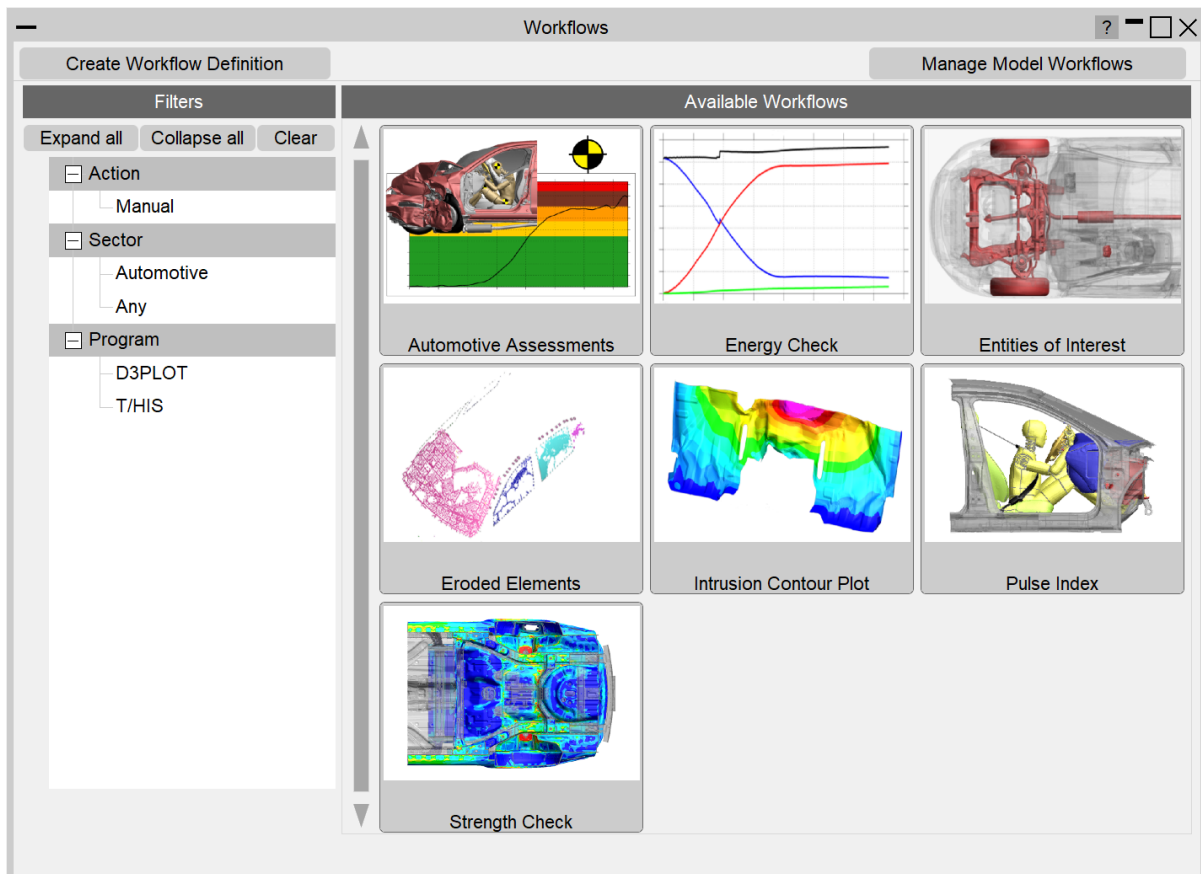 Workflows
?
Create Workflow Definition
Manage Model Workflows
Filters
Available Workflows
Expand all
Collapse all
Clear
Action
Manual
Sector
Automotive
Any
Program
D3PLOT
T/HIS
Automotive Assessments
Energy Check
Entities of Interest
Eroded Elements
Intrusion Contour Plot
Pulse Index
Strength Check